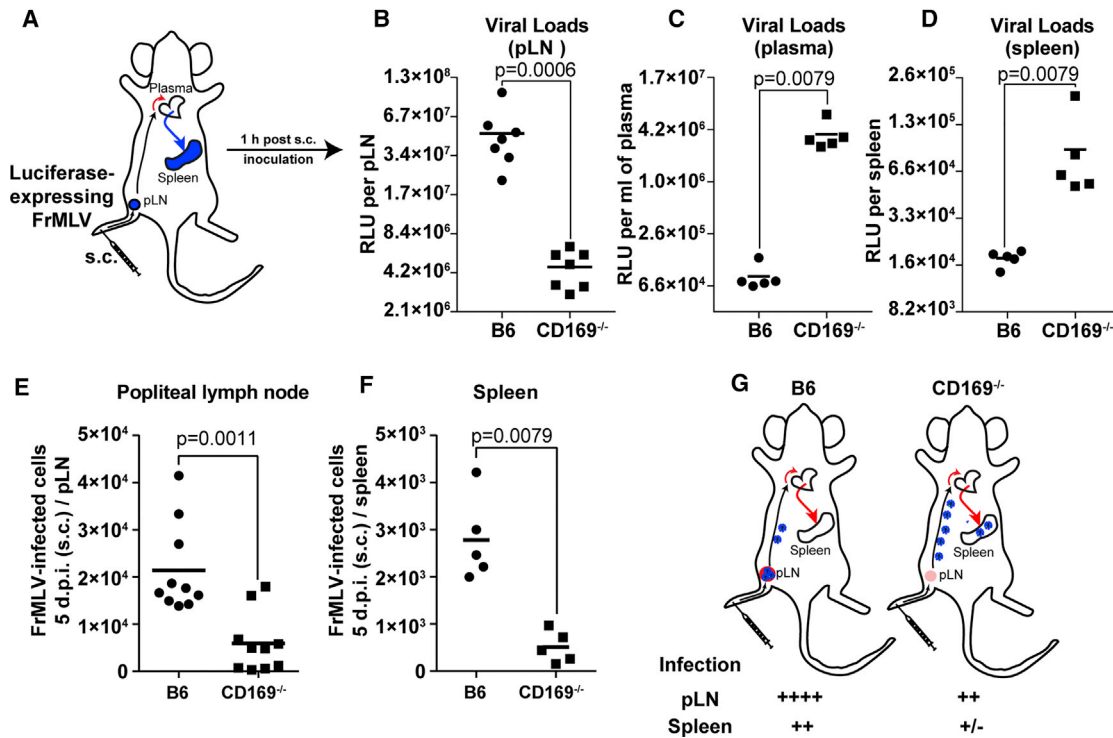 A
Plasma
Spleen
pLN
Luciferase-
expressing
FrMLV
s.c.
1 h post s.c.
inoculation
B
Viral Loads
(pLN )
p=0.0006
RLU per pLN
1.3×10⁸
6.7×10⁷
3.4×10⁷
1.7×10⁷
8.4×10⁶
4.2×10⁶
2.1×10⁶
B6 CD169⁻/⁻
C
Viral Loads
(plasma)
p=0.0079
RLU per ml of plasma
1.7×10⁷
4.2×10⁶
1.0×10⁶
2.6×10⁵
6.6×10⁴
B6 CD169⁻/⁻
D
Viral Loads
(spleen)
p=0.0079
RLU per spleen
2.6×10⁵
1.3×10⁵
6.6×10⁴
3.3×10⁴
1.6×10⁴
8.2×10³
B6 CD169⁻/⁻
E
Popliteal lymph node
p=0.0011
FrMLV-infected cells
5 d.p.i. (s.c.) / pLN
5×10⁴
4×10⁴
3×10⁴
2×10⁴
1×10⁴
0
B6 CD169⁻/⁻
F
Spleen
p=0.0079
FrMLV-infected cells
5 d.p.i. (s.c.) / spleen
5×10³
4×10³
3×10³
2×10³
1×10³
0
B6 CD169⁻/⁻
G
B6 CD169⁻/⁻
Spleen
pLN
Spleen
pLN
Infection
pLN ++++ ++
Spleen ++ +/-